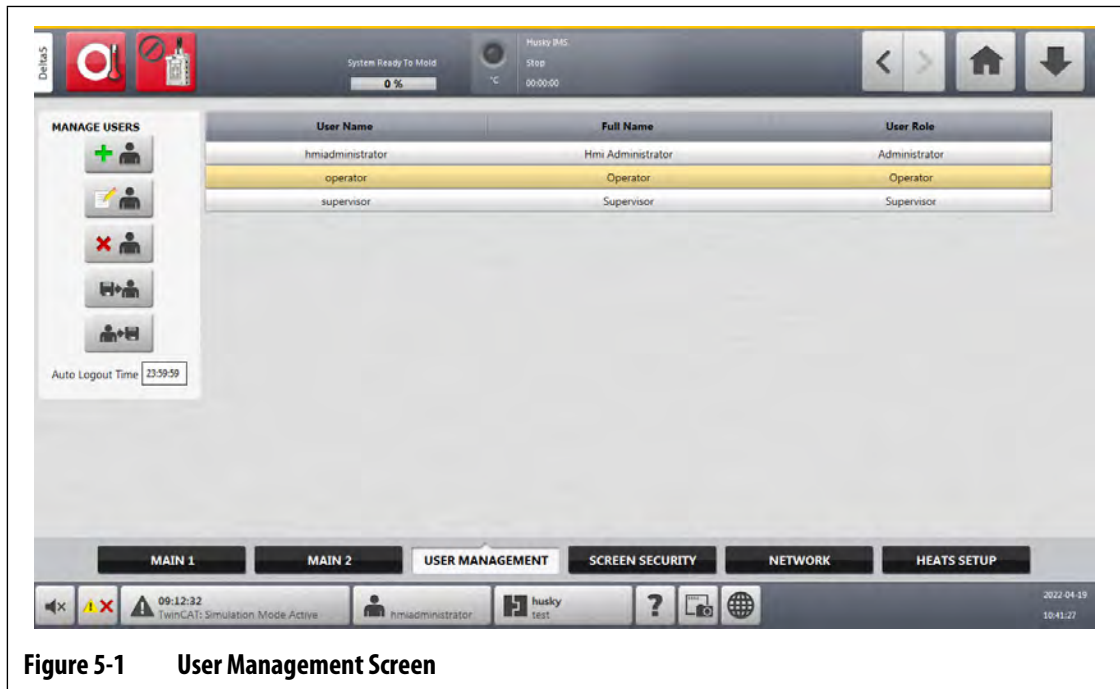 Delta5
System Ready To Mold
0 %
°C
Husky IMS.
Stop
00:00:00
MANAGE USERS
Auto Logout Time 23:59:59
User Name Full Name User Role
hmiadministrator Hmi Administrator Administrator
operator Operator Operator
supervisor Supervisor Supervisor
MAIN 1 MAIN 2 USER MANAGEMENT SCREEN SECURITY NETWORK HEATS SETUP
09:12:32
TwinCAT: Simulation Mode Active
hmiadministrator
husky
test
?
2022-04-19
10:41:27
Figure 5-1 User Management Screen